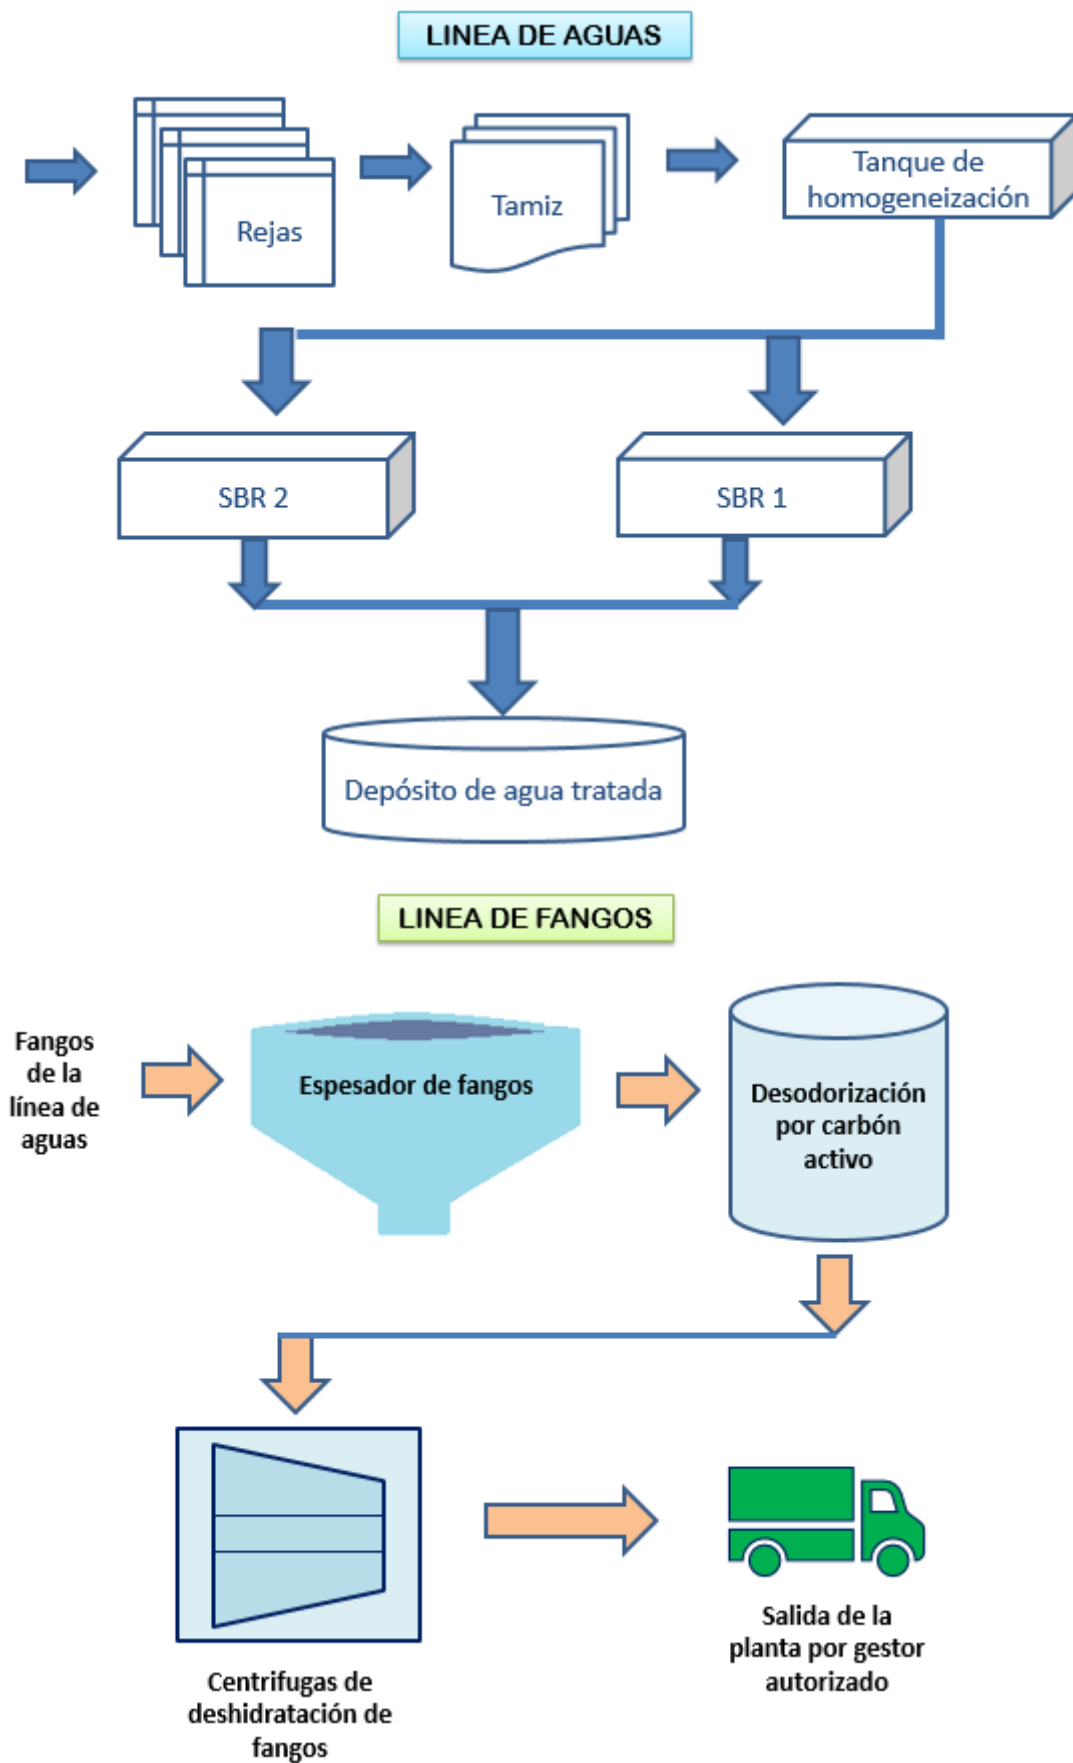 LINEA DE AGUAS
Rejas
Tamiz
Tanque de
homogeneización
SBR 2
SBR 1
Depósito de agua tratada
LINEA DE FANGOS
Fangos
de la
línea de
aguas
Espesador de fangos
Desodorización
por carbón
activo
Centrifugas de
deshidratación de
fangos
Salida de la
planta por gestor
autorizado